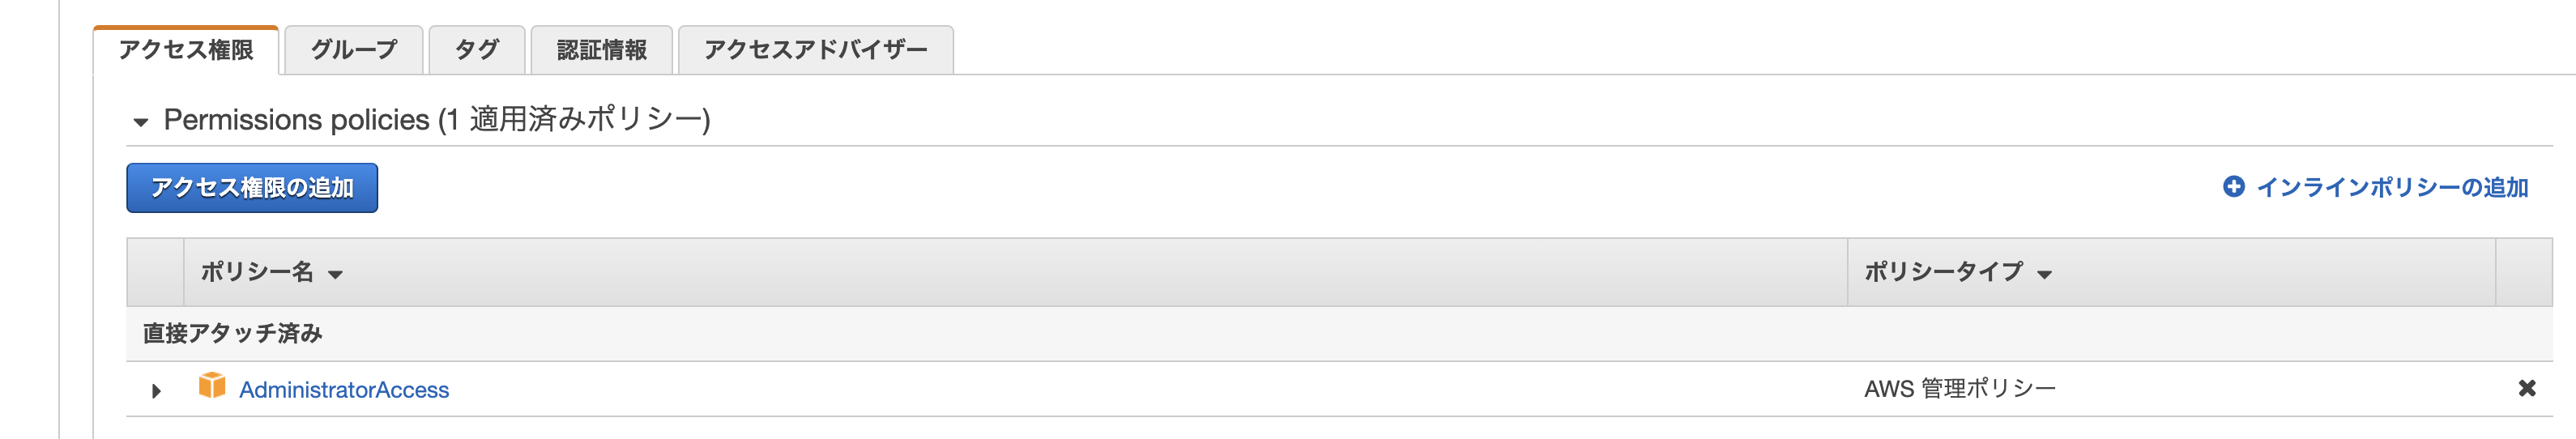 アクセス権限 グループ タグ 認証情報 アクセスアドバイザー
Permissions policies (1 適用済みポリシー)
アクセス権限の追加 インラインポリシーの追加
ポリシー名 ポリシータイプ
直接アタッチ済み
AdministratorAccess AWS 管理ポリシー